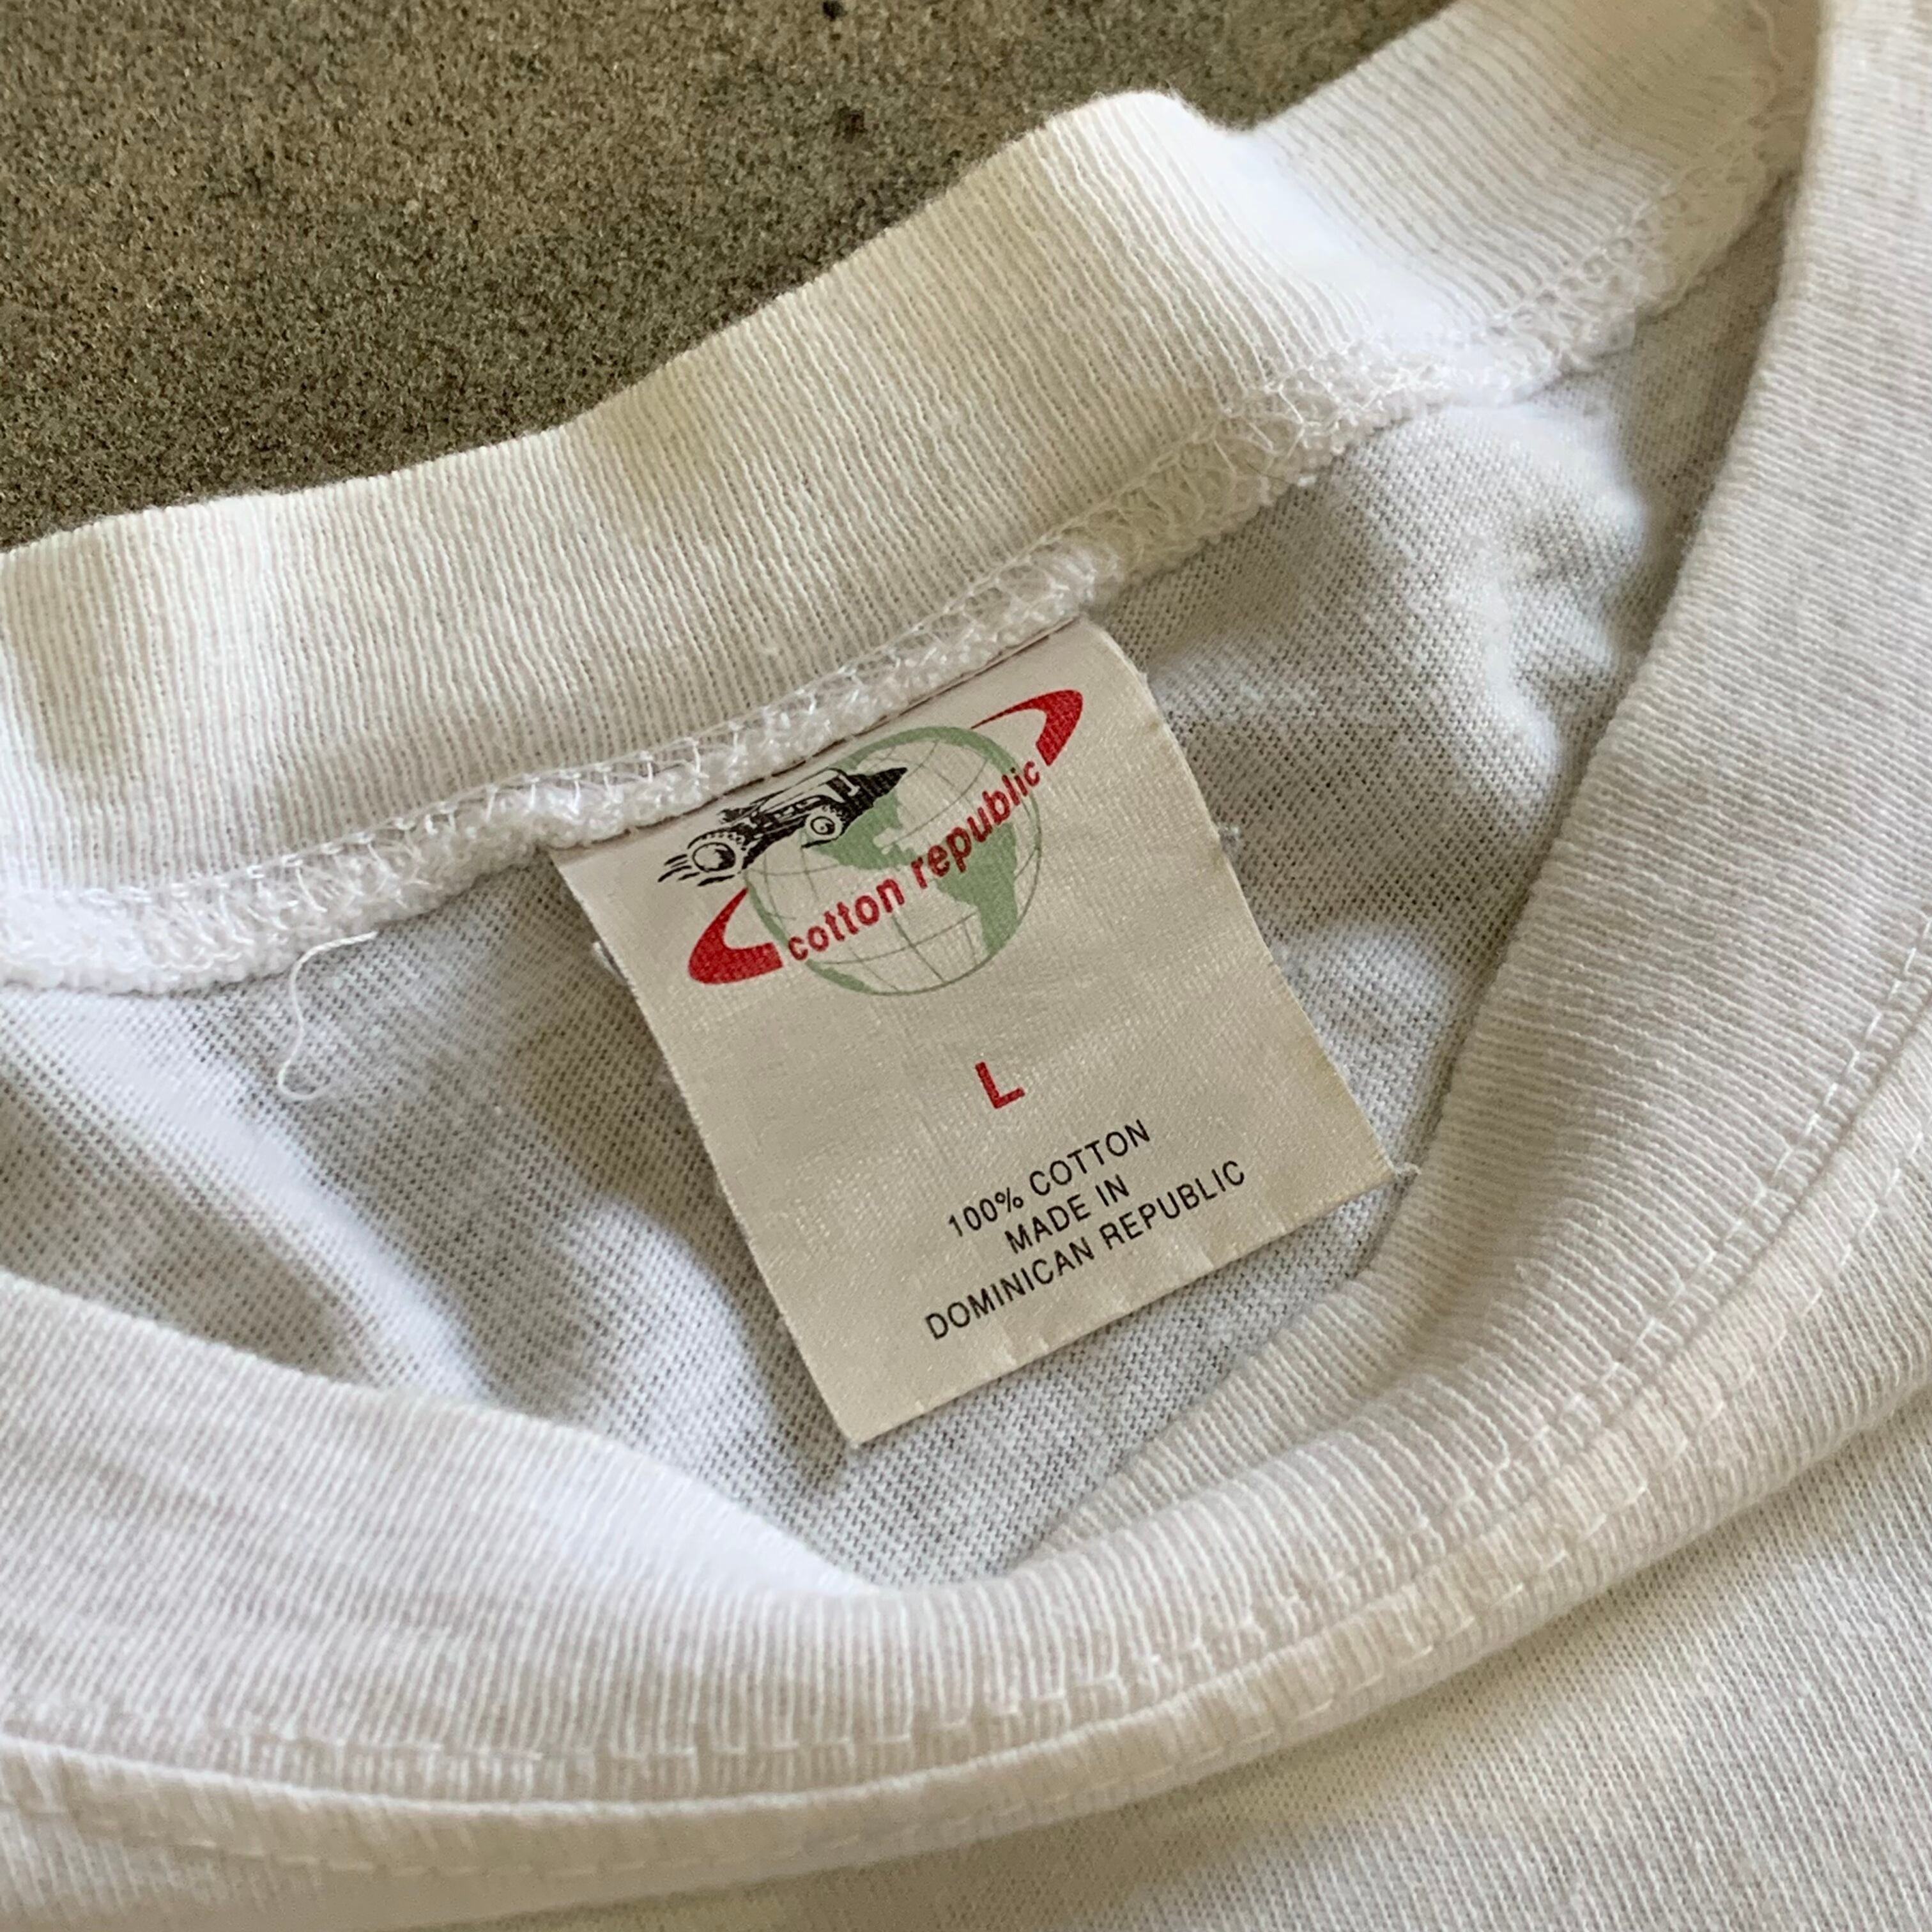 cotton republic
L
100% COTTON
MADE IN
DOMINICAN REPUBLIC